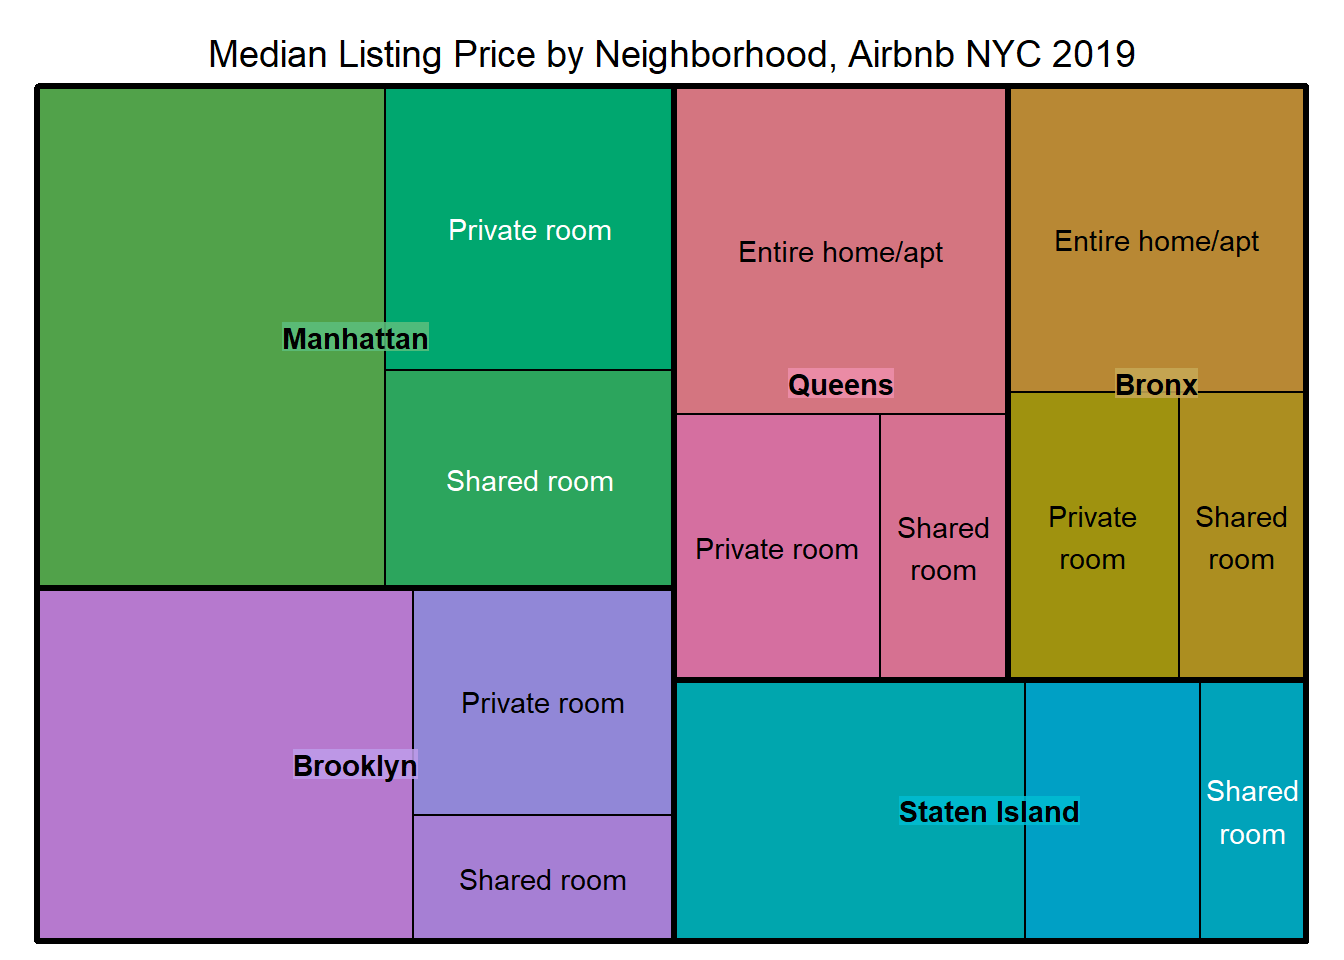 Median Listing Price by Neighborhood, Airbnb NYC 2019
Private room
Manhattan
Shared room
Entire home/apt
Queens
Private room
Shared
room
Entire home/apt
Bronx
Private
room
Shared
room
Private room
Brooklyn
Shared room
Staten Island
Shared
room